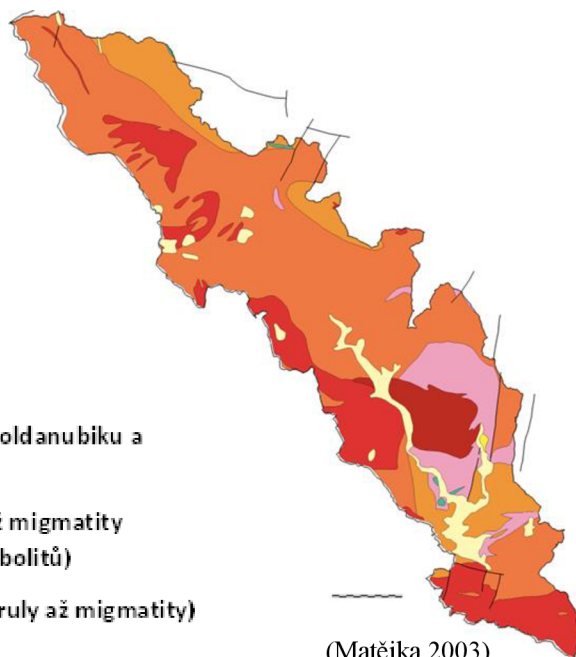 oldanubiku a
ž migmatity
bolitů)
ruly až migmatity)
(Matějka 2003)